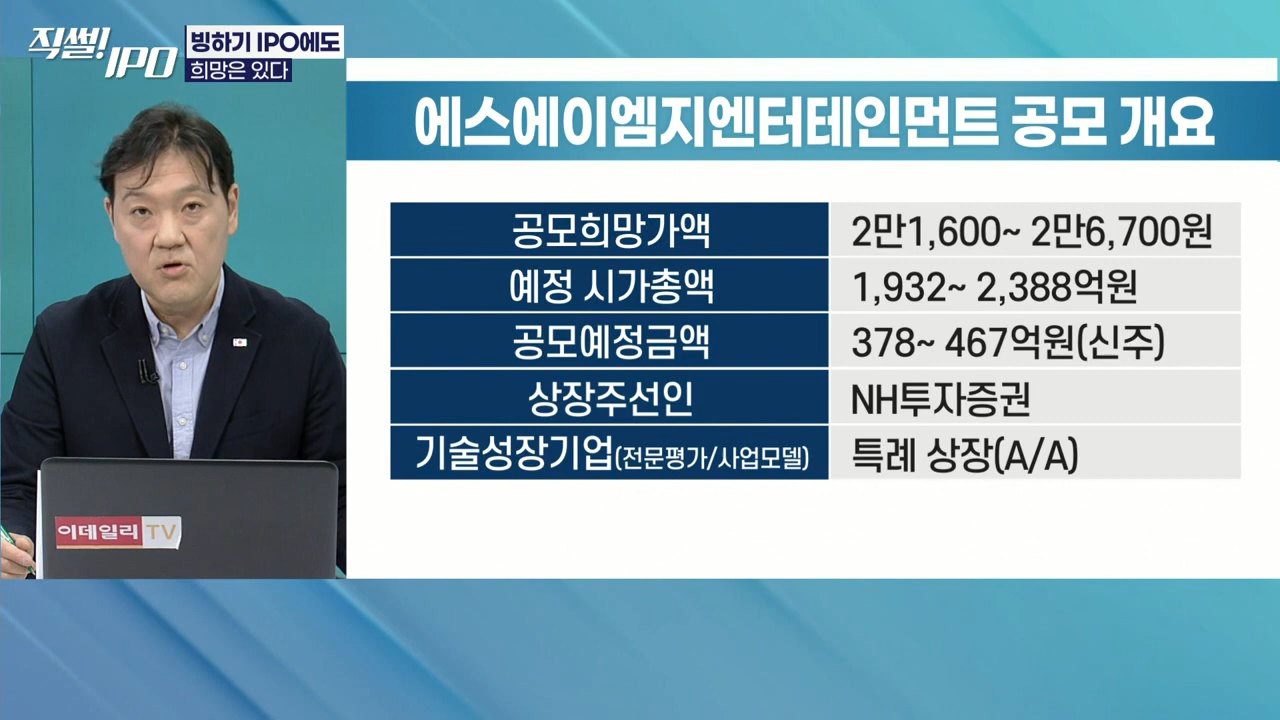 직썰! IPO
빙하기 IPO에도
희망은 있다
에스에이엠지엔터테인먼트 공모 개요
공모희망가액 2만1,600~ 2만6,700원
예정 시가총액 1,932~ 2,388억원
공모예정금액 378~ 467억원(신주)
상장주선인 NH투자증권
기술성장기업(전문평가/사업모델) 특례 상장(A/A)
이데일리 TV